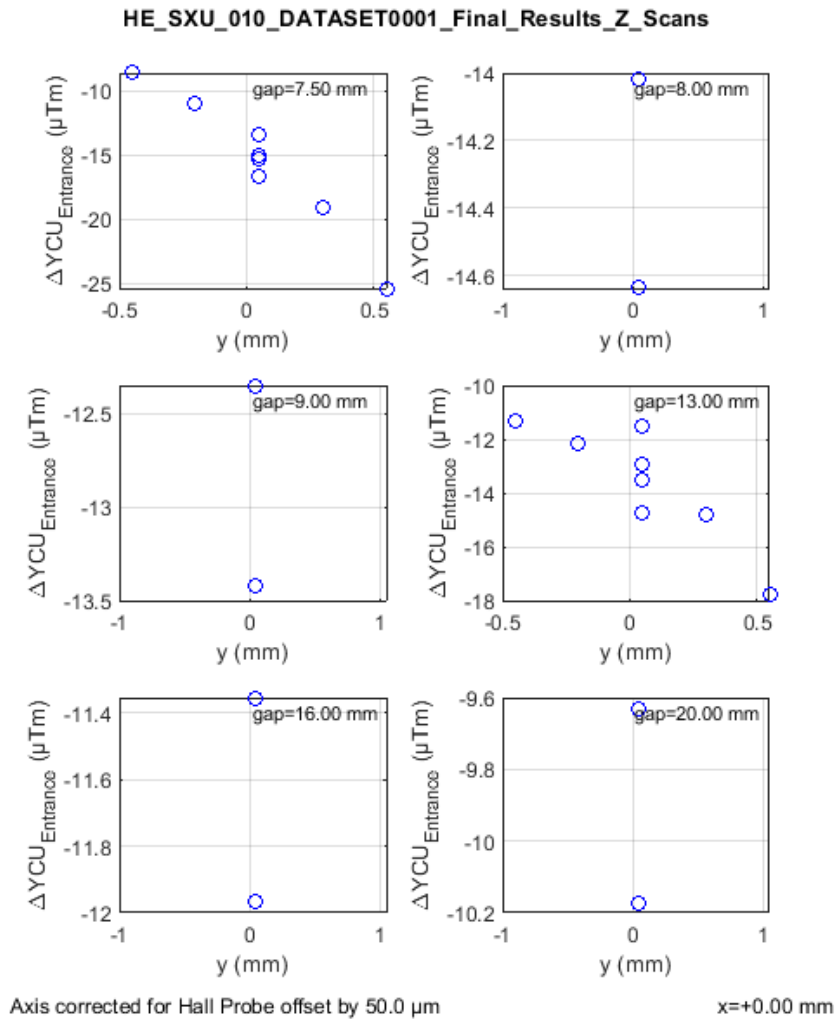 HE_SXU_010_DATASET0001_Final_Results_Z_Scans
gap=7.50 mm
-10
-15
-20
-25
-0.5 0 0.5
y (mm)
ΔYCU_Entrance (µTm)
gap=8.00 mm
-14
-14.2
-14.4
-14.6
-1 0 1
y (mm)
ΔYCU_Entrance (µTm)
gap=9.00 mm
-12.5
-13
-13.5
-1 0 1
y (mm)
ΔYCU_Entrance (µTm)
gap=13.00 mm
-10
-12
-14
-16
-18
-0.5 0 0.5
y (mm)
ΔYCU_Entrance (µTm)
gap=16.00 mm
-11.4
-11.6
-11.8
-12
-1 0 1
y (mm)
ΔYCU_Entrance (µTm)
gap=20.00 mm
-9.6
-9.8
-10
-10.2
-1 0 1
y (mm)
ΔYCU_Entrance (µTm)
Axis corrected for Hall Probe offset by 50.0 µm
x=+0.00 mm